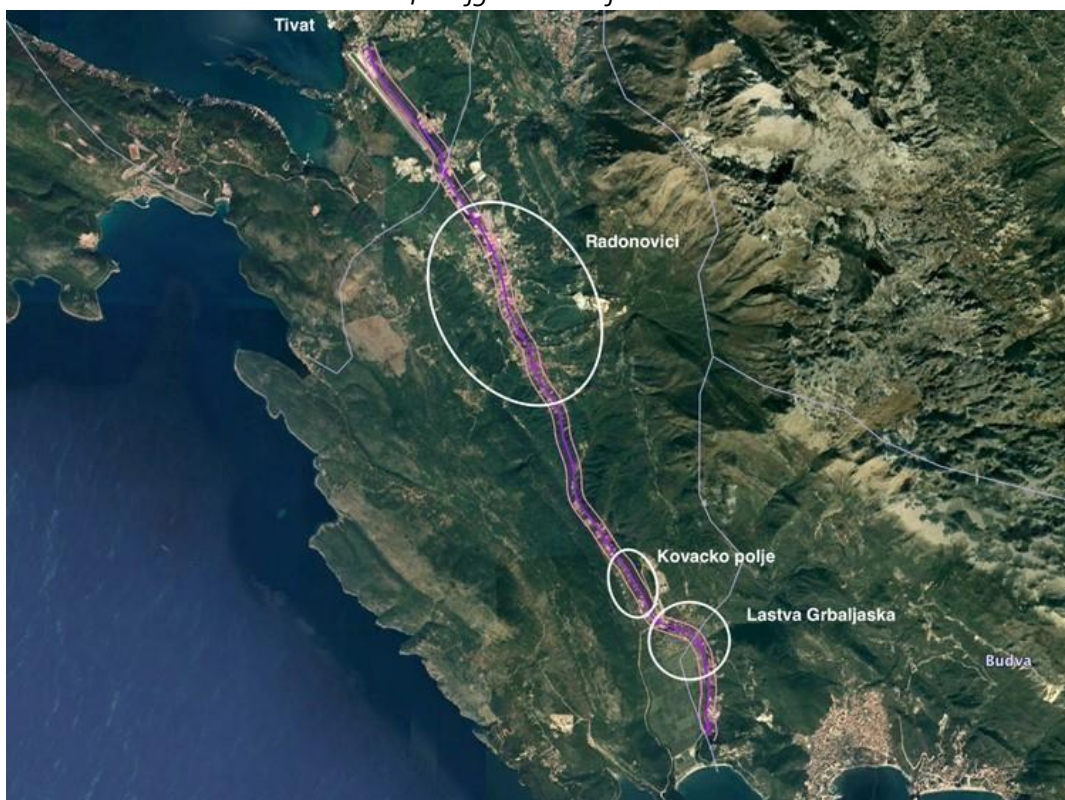 Tivat
Radonovici
Kovacko polje
Lastva Grbaljaska
Budva